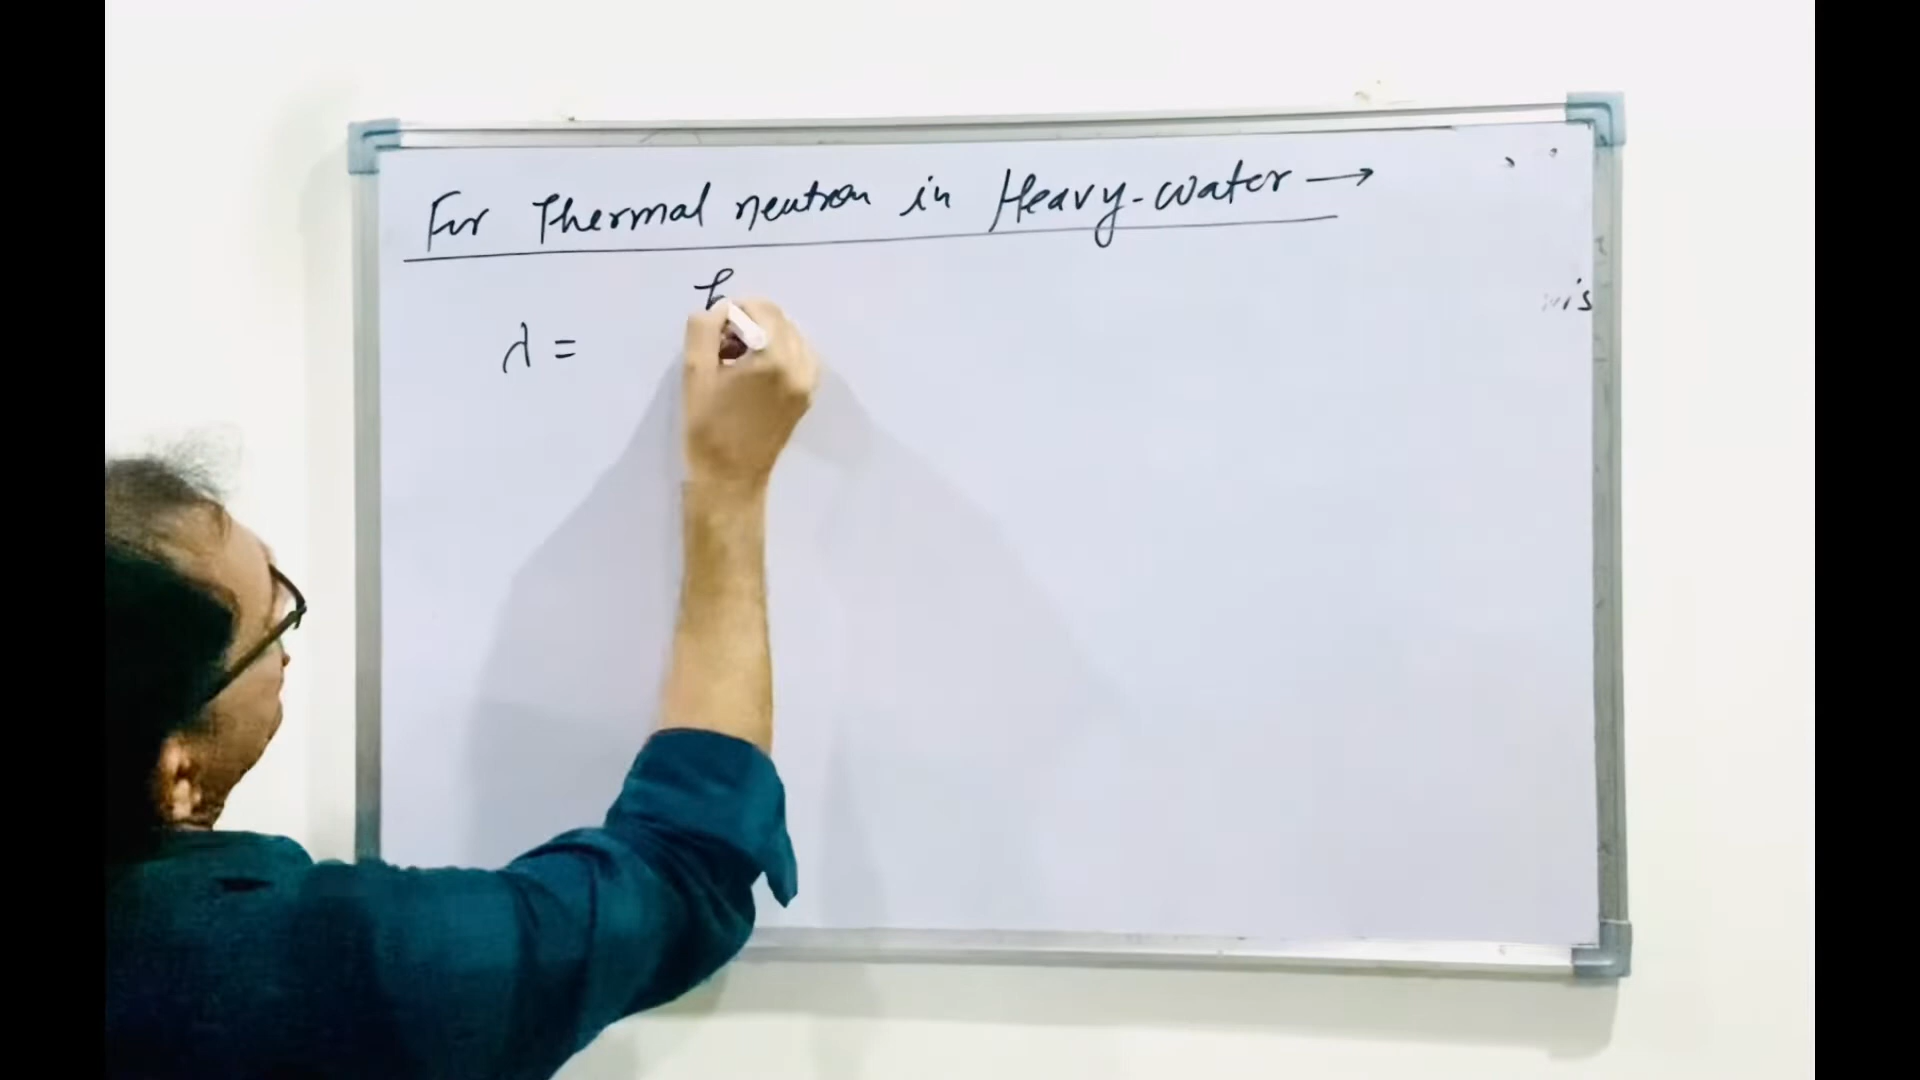 For Thermal neutron in Heavy-water →
λ = h